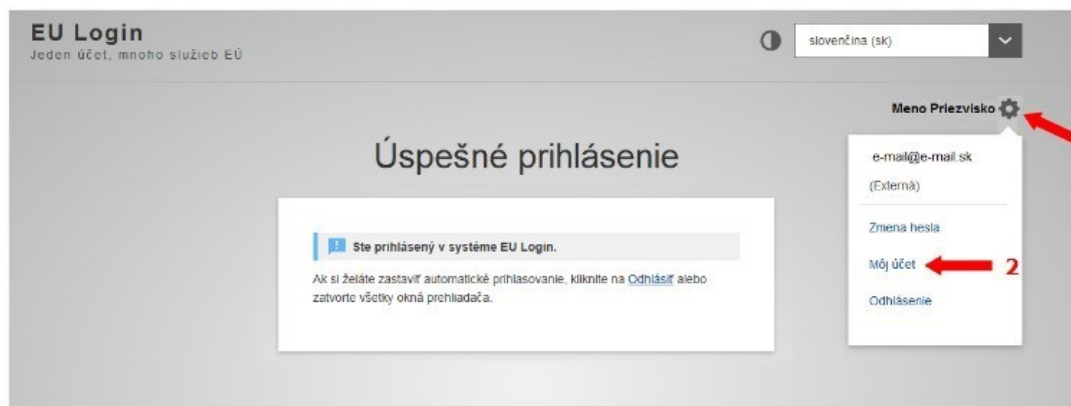 EU Login
Jeden účet, mnoho služieb EÚ
slovenčina (sk)
Meno Priezvisko
Úspešné prihlásenie
e-mail@e-mail.sk
(Externá)
Ste prihlásený v systéme EU Login.
Zmena hesla
Ak si želáte zastaviť automatické prihlasovanie, kliknite na Odhlásiť alebo
zatvorte všetky okná prehliadača.
Môj účet
2
Odhlásenie